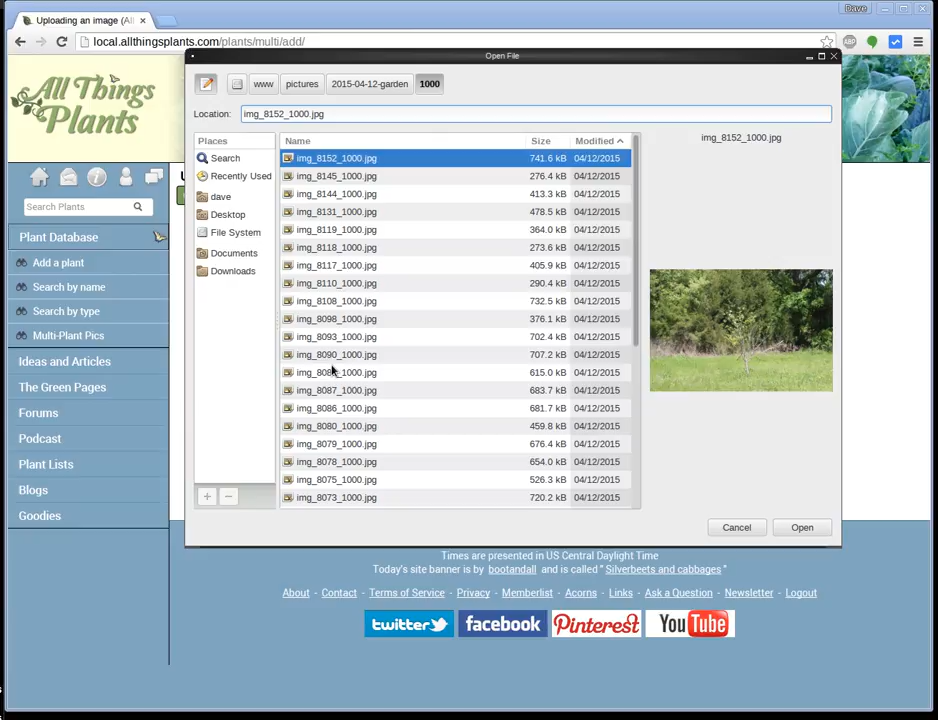 Uploading an image (Al
Dave
local.allthingsplants.com/plants/multi/add/
ABP
All Things
Plants
Search Plants
Plant Database
Add a plant
Search by name
Search by type
Multi-Plant Pics
Ideas and Articles
The Green Pages
Forums
Podcast
Plant Lists
Blogs
Goodies
Open File
www
pictures
2015-04-12-garden
1000
Location: img_8152_1000.jpg
Places
Search
Recently Used
dave
Desktop
File System
Documents
Downloads
Name Size Modified
img_8152_1000.jpg 741.6 kB 04/12/2015
img_8145_1000.jpg 276.4 kB 04/12/2015
img_8144_1000.jpg 413.3 kB 04/12/2015
img_8131_1000.jpg 478.5 kB 04/12/2015
img_8119_1000.jpg 364.0 kB 04/12/2015
img_8118_1000.jpg 273.6 kB 04/12/2015
img_8117_1000.jpg 405.9 kB 04/12/2015
img_8110_1000.jpg 290.4 kB 04/12/2015
img_8108_1000.jpg 732.5 kB 04/12/2015
img_8098_1000.jpg 376.1 kB 04/12/2015
img_8093_1000.jpg 702.4 kB 04/12/2015
img_8090_1000.jpg 707.2 kB 04/12/2015
615.0 kB 04/12/2015
img_8087_1000.jpg 683.7 kB 04/12/2015
img_8086_1000.jpg 681.7 kB 04/12/2015
img_8080_1000.jpg 459.8 kB 04/12/2015
img_8079_1000.jpg 676.4 kB 04/12/2015
img_8078_1000.jpg 654.0 kB 04/12/2015
img_8075_1000.jpg 526.3 kB 04/12/2015
img_8073_1000.jpg 720.2 kB 04/12/2015
img_8152_1000.jpg
Cancel
Open
Times are presented in US Central Daylight Time
Today's site banner is by bootandall and is called " Silverbeets and cabbages "
About - Contact - Terms of Service - Privacy - Memberlist - Acorns - Links - Ask a Question - Newsletter - Logout
twitter
facebook
Pinterest
YouTube